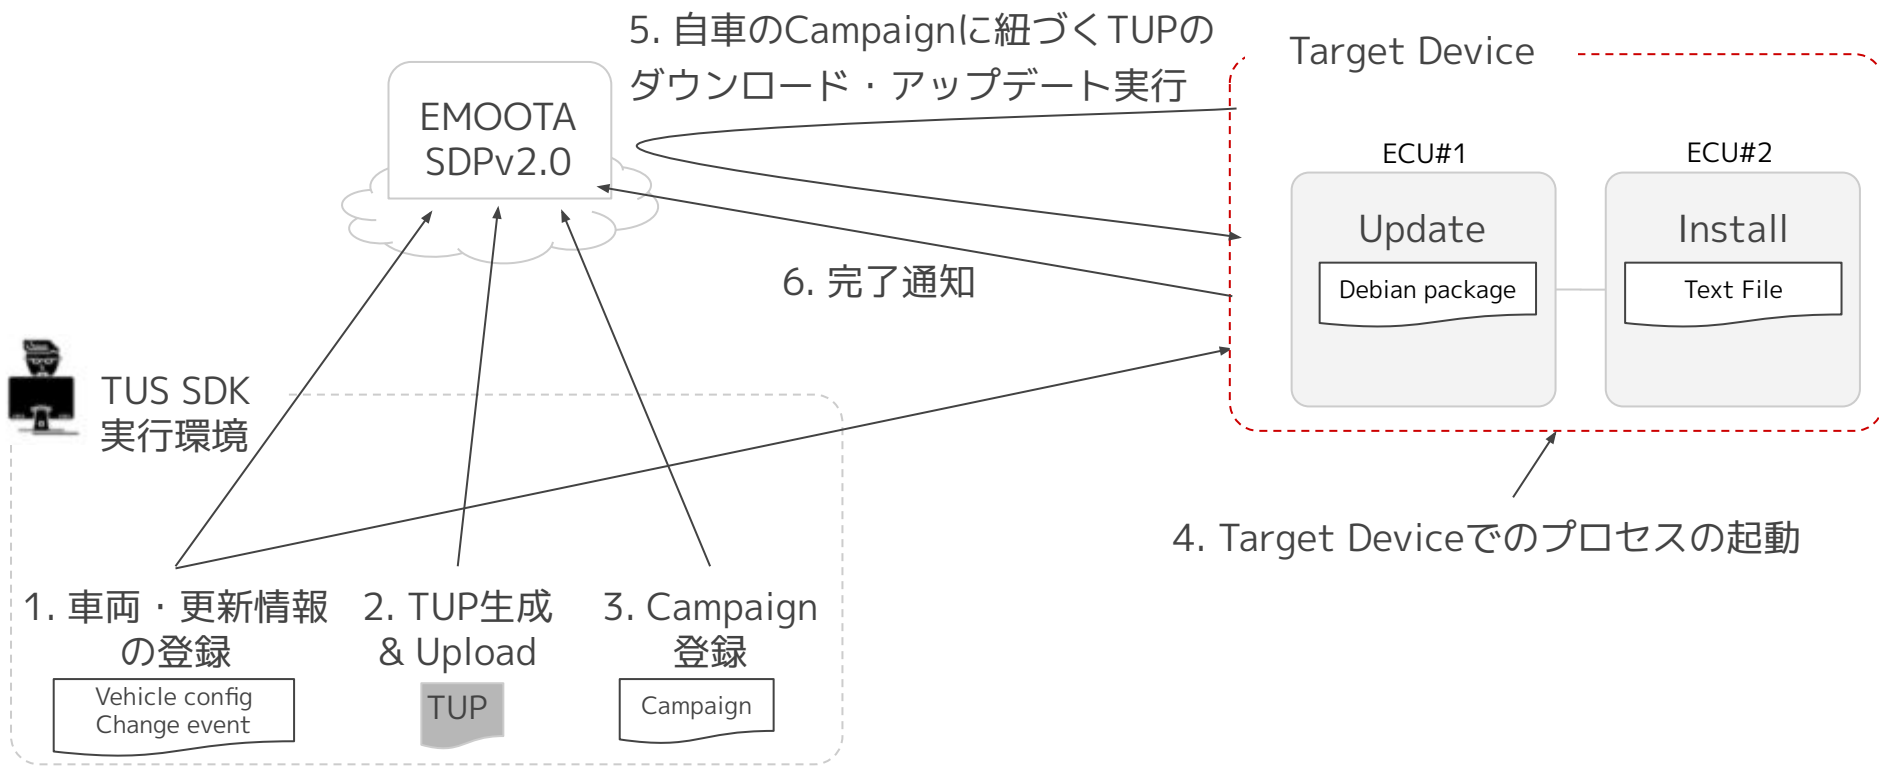 5. 自車のCampaignに紐づくTUPの
ダウンロード・アップデート実行
Target Device
EMOOTA
SDPv2.0
ECU#1
ECU#2
Update
Install
Debian package
Text File
6. 完了通知
TUS SDK
実行環境
4. Target Deviceでのプロセスの起動
1. 車両・更新情報
の登録
2. TUP生成
& Upload
3. Campaign
登録
Vehicle config
Change event
TUP
Campaign